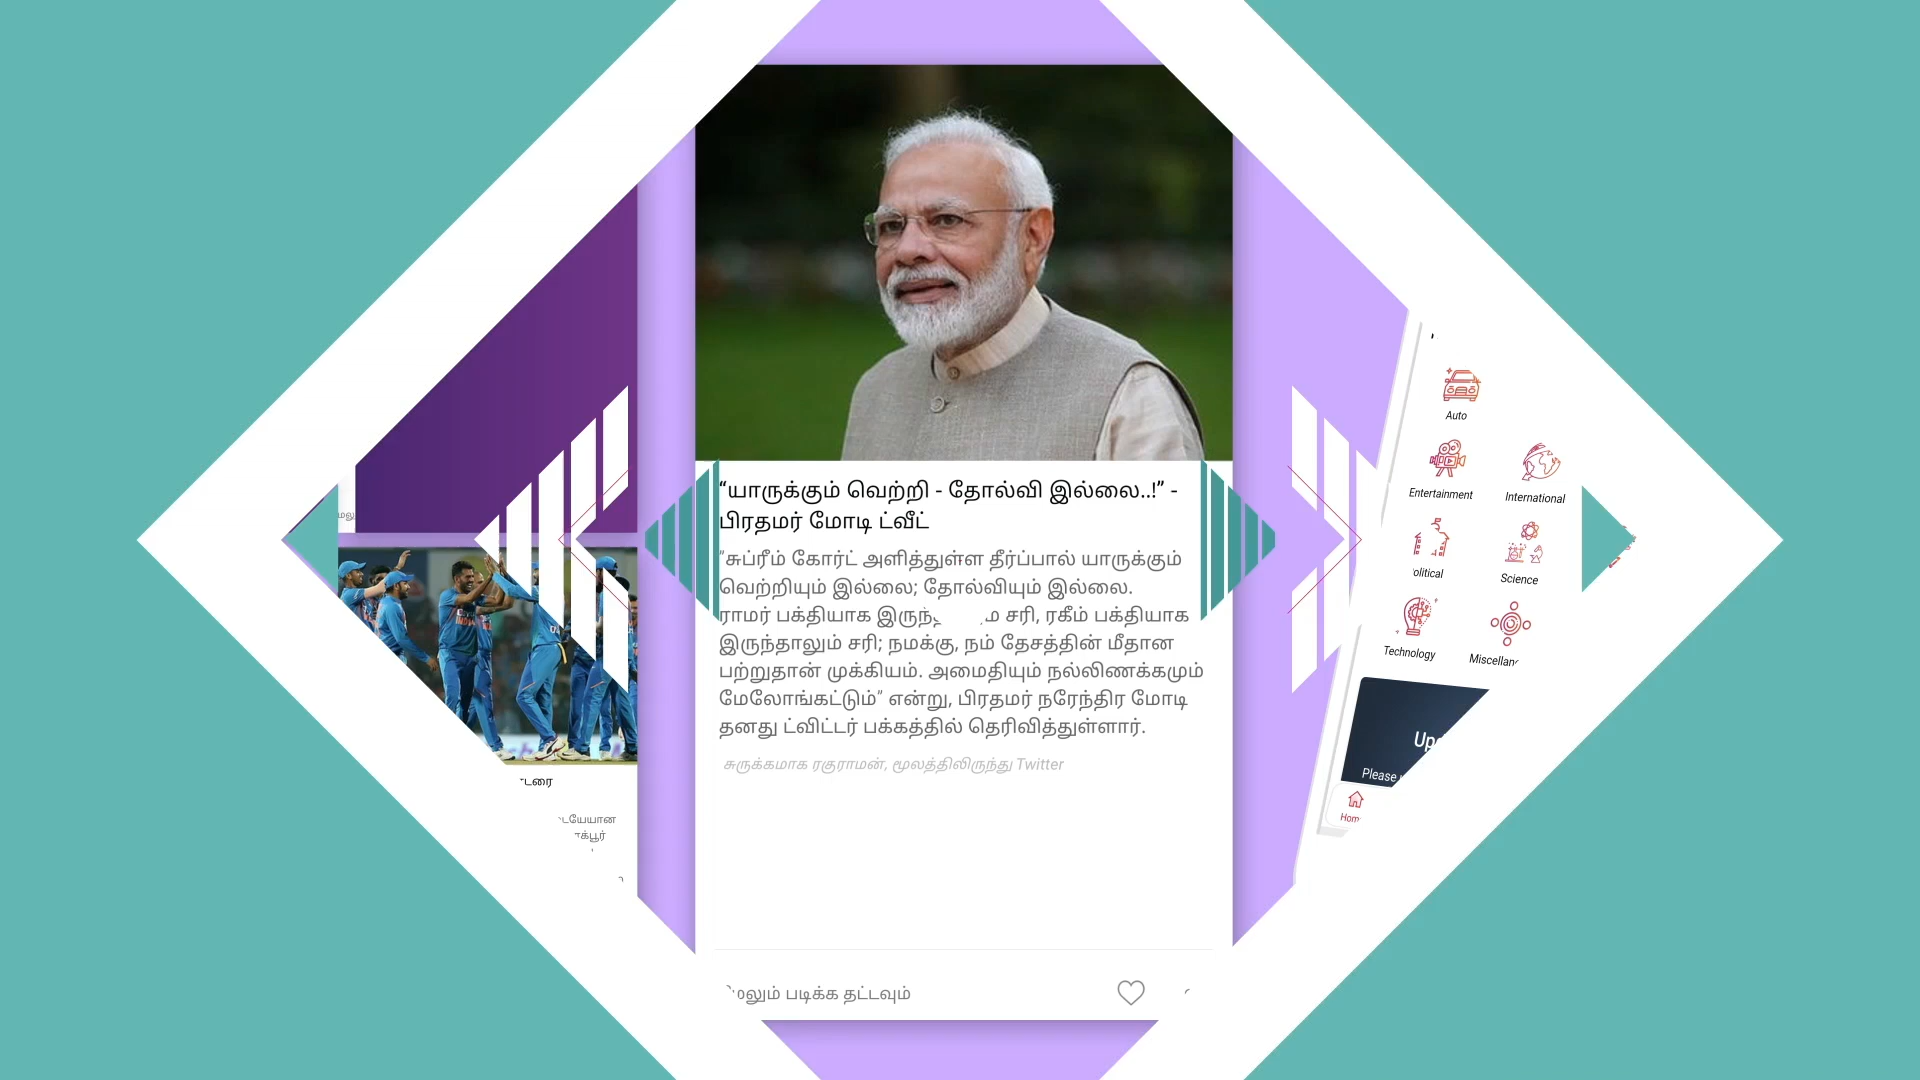 “யாருக்கும் வெற்றி - தோல்வி இல்லை..!” -
பிரதமர் மோடி ட்வீட்
"சுப்ரீம் கோர்ட் அளித்துள்ள தீர்ப்பால் யாருக்கும்
வெற்றியும் இல்லை; தோல்வியும் இல்லை.
ராமர் பக்தியாக சரி, ரகீம் பக்தியாக
இருந்தாலும் சரி; நமக்கு, நம் தேசத்தின் மீதான
பற்றுதான் முக்கியம். அமைதியும் நல்லிணக்கமும்
மேலோங்கட்டும்" என்று, பிரதமர் நரேந்திர மோடி
தனது ட்விட்டர் பக்கத்தில் தெரிவித்துள்ளார்.
சுருக்கமாக ரகுராமன், மூலத்திலிருந்து Twitter
படிக்க தட்டவும்
Auto
Entertainment
International
Science
Technology
Please